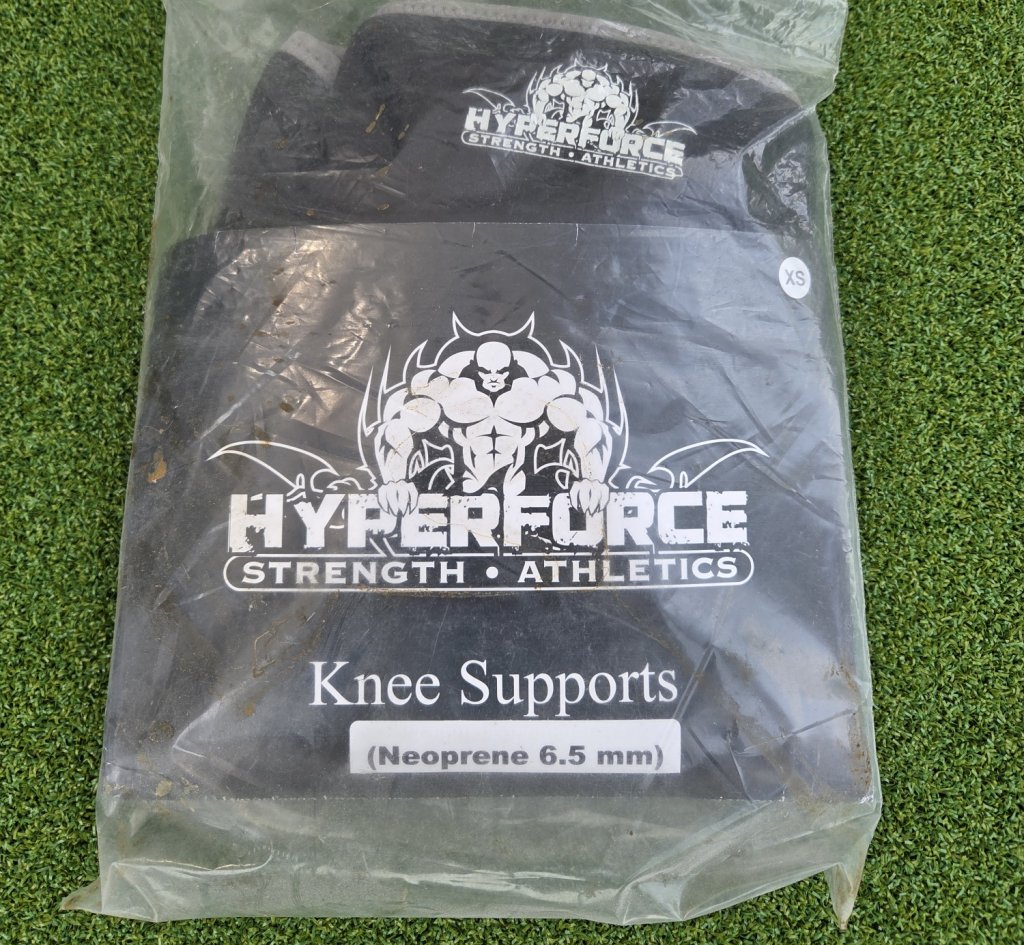 HYPERFORCE
STRENGTH • ATHLETICS
XS
HYPERFORCE
STRENGTH • ATHLETICS
Knee Supports
(Neoprene 6.5 mm)